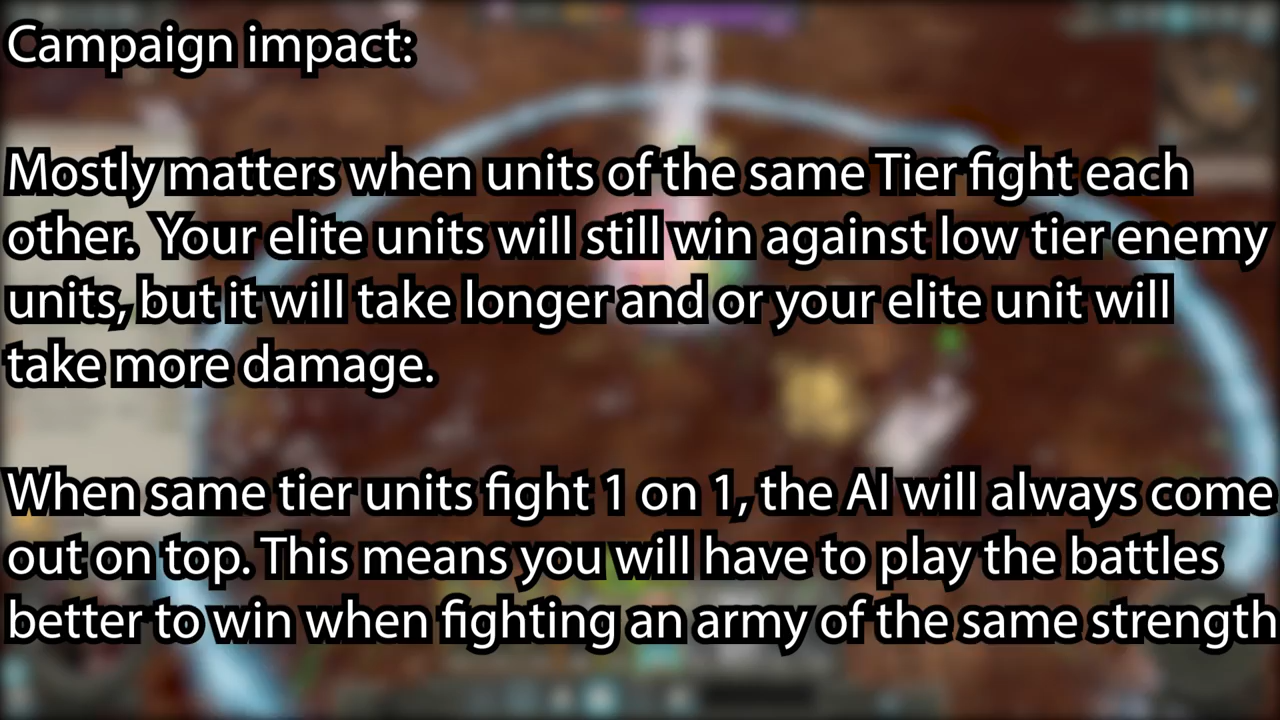 Campaign impact:
Mostly matters when units of the same Tier fight each
other.  Your elite units will still win against low tier enemy
units, but it will take longer and or your elite unit will
take more damage.
When same tier units fight 1 on 1, the AI will always come
out on top. This means you will have to play the battles
better to win when fighting an army of the same strength